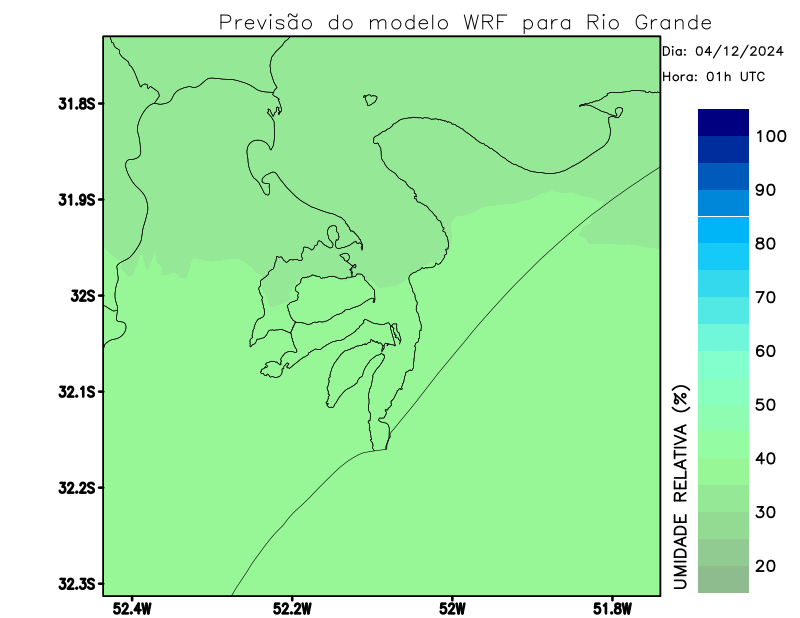 Previsão do modelo WRF para Rio Grande
Dia: 04/12/2024
Hora: 01h UTC
31.8S
31.9S
32S
32.1S
32.2S
32.3S
52.4W
52.2W
52W
51.8W
UMIDADE RELATIVA (%)
100
90
80
70
60
50
40
30
20